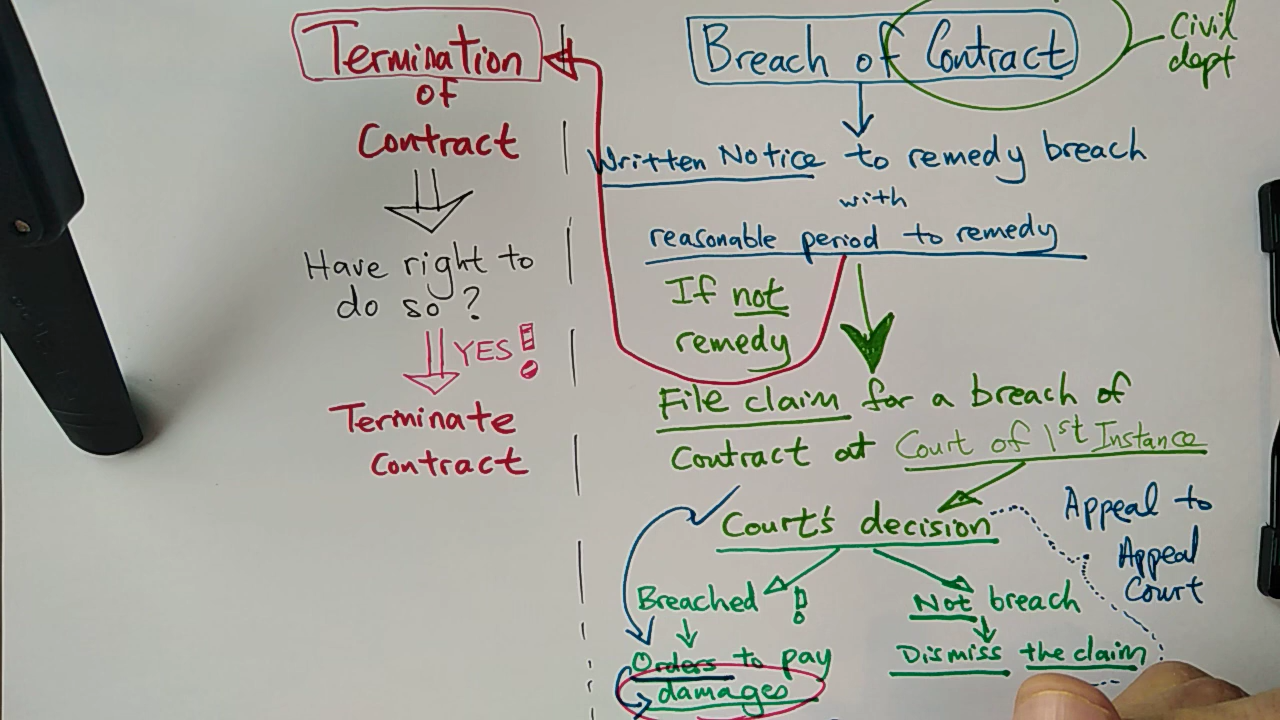 Termination
of
Contract
Have right to
do so?
YES!
Terminate
Contract
Breach of Contract
Civil
dept
Written Notice to remedy breach
with
reasonable period to remedy
If not
remedy
File claim for a breach of
Contract at Court of 1st Instance
Court's decision
Appeal to
Appeal
Court
Breached !
Not breach
Orders to pay
damages
Dismiss the claim